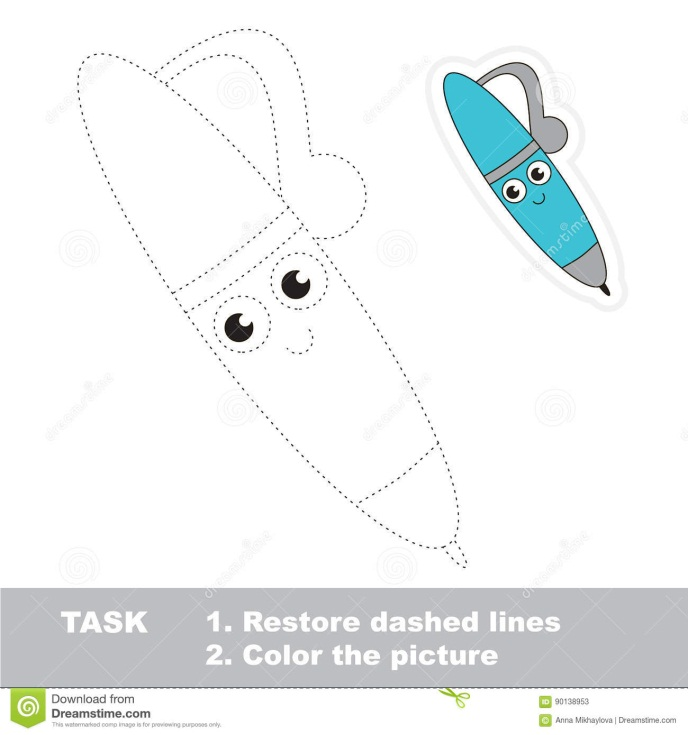 TASK
1. Restore dashed lines
2. Color the picture
Download from
Dreamstime.com
This watermarked comp image is for previewing purposes only.
90138953
Anna Mikhaylova | Dreamstime.com
dreamstime